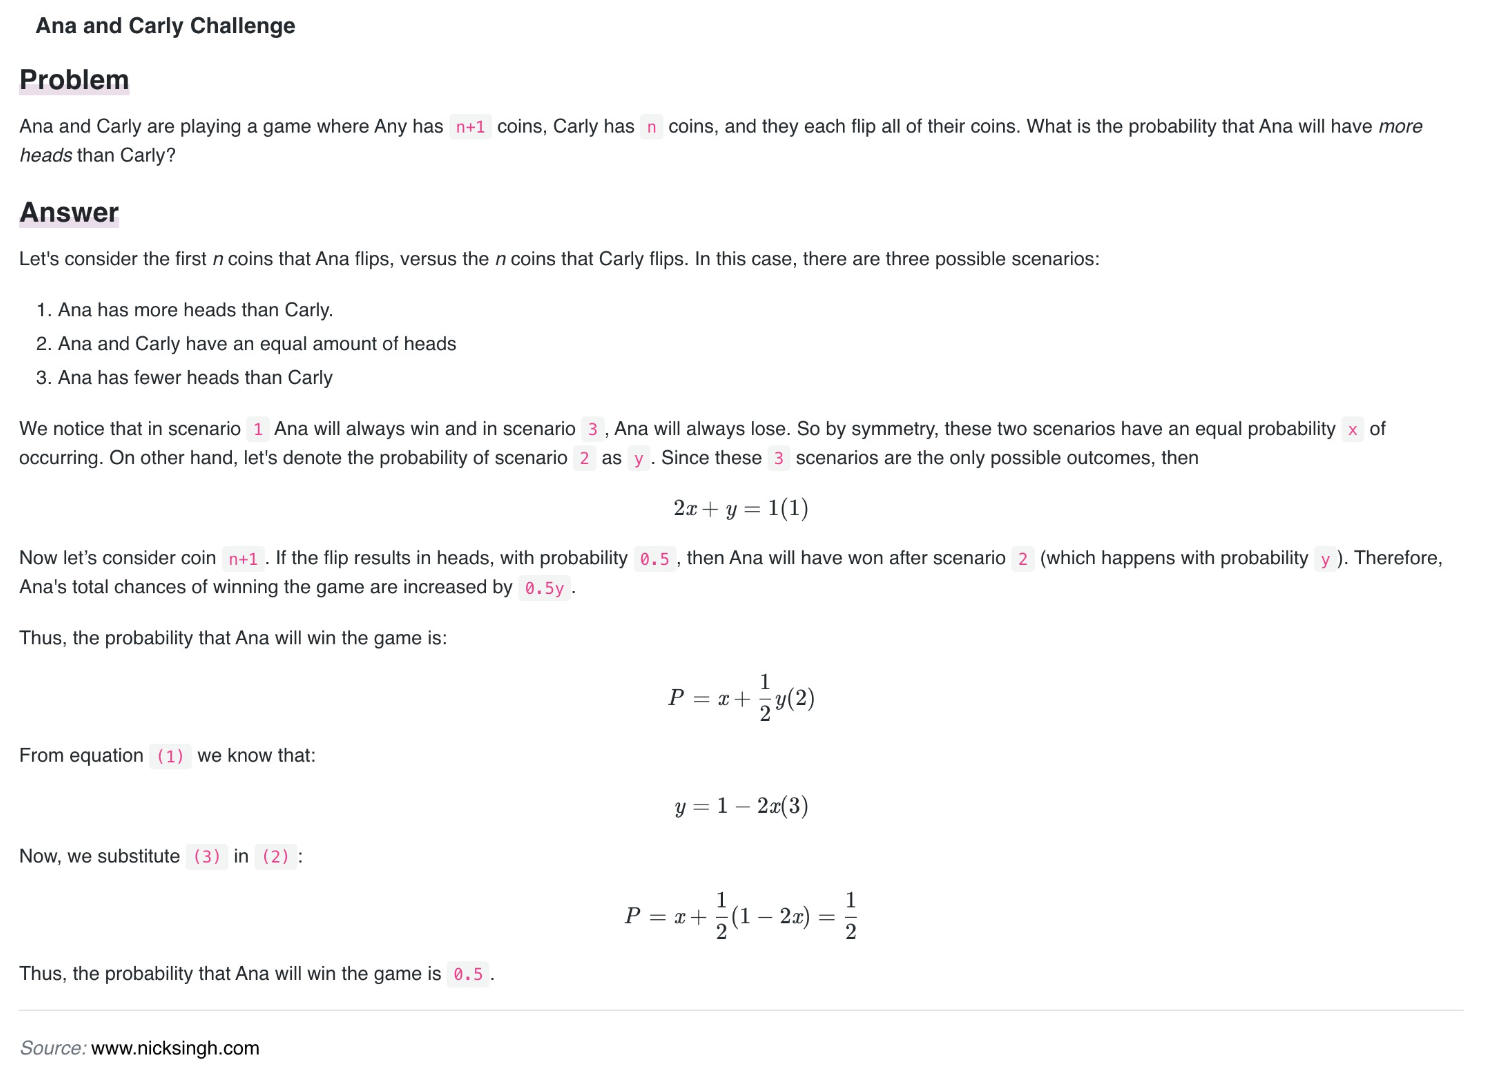 Ana and Carly Challenge
Problem
Ana and Carly are playing a game where Any has n+1 coins, Carly has n coins, and they each flip all of their coins. What is the probability that Ana will have more
heads than Carly?
Answer
Let's consider the first n coins that Ana flips, versus the n coins that Carly flips. In this case, there are three possible scenarios:
1. Ana has more heads than Carly.
2. Ana and Carly have an equal amount of heads
3. Ana has fewer heads than Carly
We notice that in scenario 1 Ana will always win and in scenario 3 , Ana will always lose. So by symmetry, these two scenarios have an equal probability x of
occurring. On other hand, let's denote the probability of scenario 2 as y . Since these 3 scenarios are the only possible outcomes, then
2x + y = 1(1)
Now let’s consider coin n+1 . If the flip results in heads, with probability 0.5 , then Ana will have won after scenario 2 (which happens with probability y ). Therefore,
Ana's total chances of winning the game are increased by 0.5y .
Thus, the probability that Ana will win the game is:
P = x + 1/2 y(2)
From equation (1) we know that:
y = 1 − 2x(3)
Now, we substitute (3) in (2) :
P = x + 1/2 (1 − 2x) = 1/2
Thus, the probability that Ana will win the game is 0.5 .
Source: www.nicksingh.com